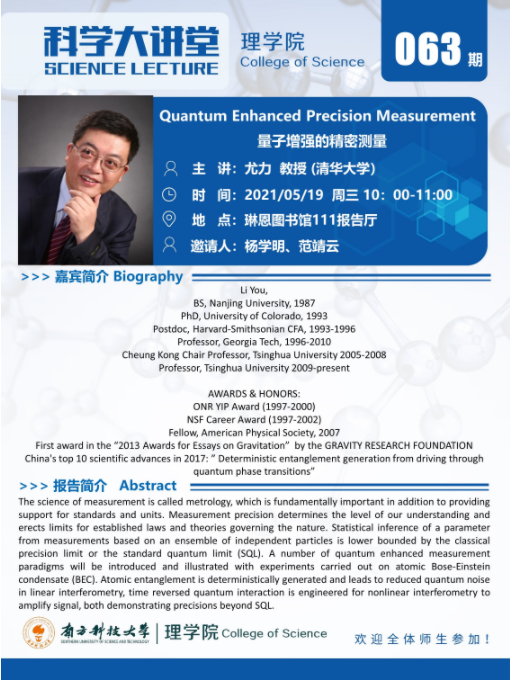 科学大讲堂
SCIENCE LECTURE
理学院
College of Science
063期
Quantum Enhanced Precision Measurement
量子增强的精密测量
主 讲：尤力 教授 (清华大学)
时 间：2021/05/19 周三 10：00-11:00
地 点：琳恩图书馆111报告厅
邀请人：杨学明、范靖云
>>> 嘉宾简介 Biography
Li You,
BS, Nanjing University, 1987
PhD, University of Colorado, 1993
Postdoc, Harvard-Smithsonian CFA, 1993-1996
Professor, Georgia Tech, 1996-2010
Cheung Kong Chair Professor, Tsinghua University 2005-2008
Professor, Tsinghua University 2009-present
AWARDS & HONORS:
ONR YIP Award (1997-2000)
NSF Career Award (1997-2002)
Fellow, American Physical Society, 2007
First award in the “2013 Awards for Essays on Gravitation” by the GRAVITY RESEARCH FOUNDATION
China's top 10 scientific advances in 2017: “ Deterministic entanglement generation from driving through
quantum phase transitions”
>>> 报告简介 Abstract
The science of measurement is called metrology, which is fundamentally important in addition to providing
support for standards and units. Measurement precision determines the level of our understanding and
erects limits for established laws and theories governing the nature. Statistical inference of a parameter
from measurements based on an ensemble of independent particles is lower bounded by the classical
precision limit or the standard quantum limit (SQL). A number of quantum enhanced measurement
paradigms will be introduced and illustrated with experiments carried out on atomic Bose-Einstein
condensate (BEC). Atomic entanglement is deterministically generated and leads to reduced quantum noise
in linear interferometry, time reversed quantum interaction is engineered for nonlinear interferometry to
amplify signal, both demonstrating precisions beyond SQL.
南方科技大学
SOUTHERN UNIVERSITY OF SCIENCE AND TECHNOLOGY
理学院 College of Science
欢迎全体师生参加！